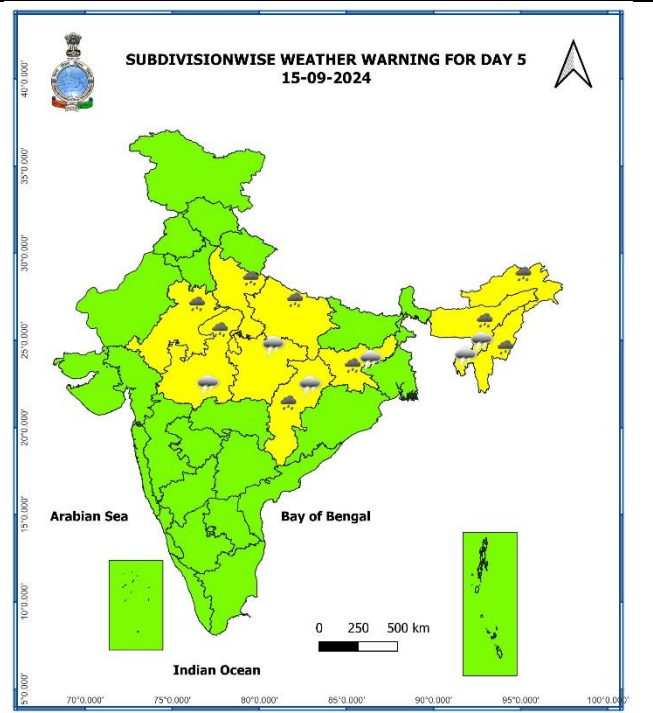 SUBDIVISIONWISE WEATHER WARNING FOR DAY 5
15-09-2024
40°0.000'
35°0.000'
30°0.000'
25°0.000'
20°0.000'
15°0.000'
10°0.000'
5°0.000'
Arabian Sea
Bay of Bengal
0 250 500 km
Indian Ocean
70°0.000' 75°0.000' 80°0.000' 85°0.000' 90°0.000' 95°0.000' 100°0.000'